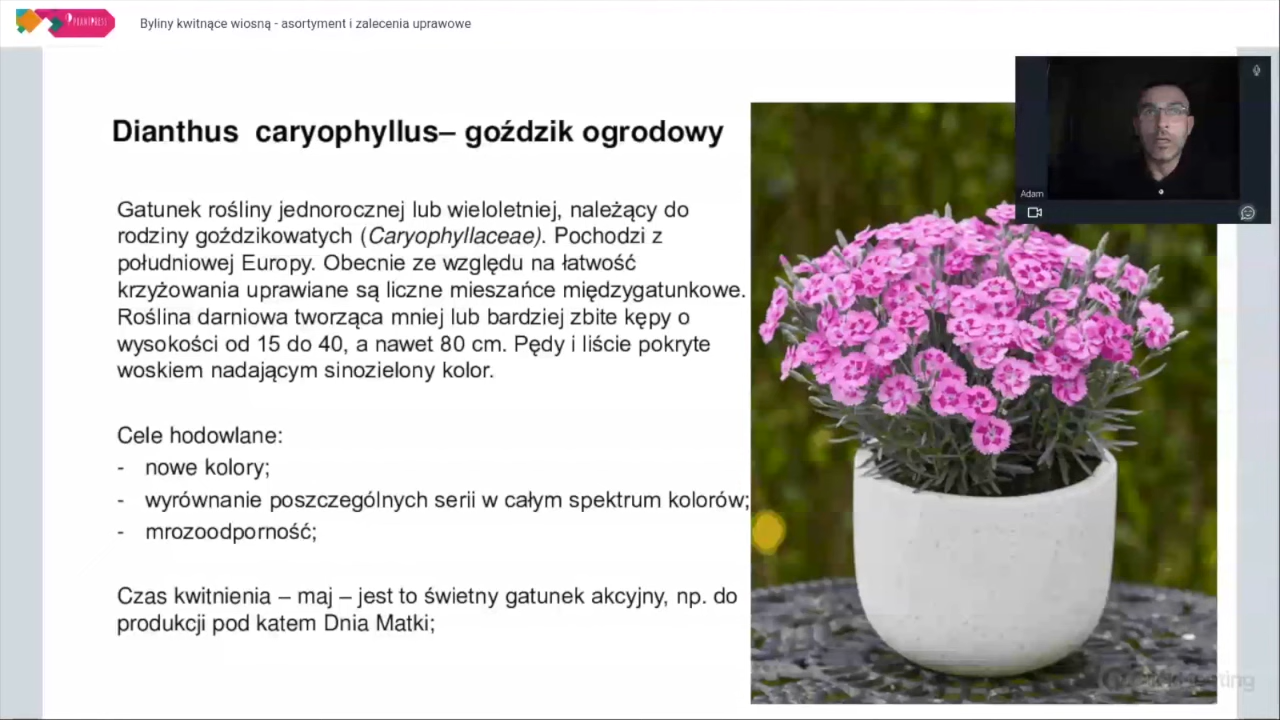 Byliny kwitnące wiosną - asortyment i zalecenia uprawowe
Adam
Dianthus caryophyllus– goździk ogrodowy
Gatunek rośliny jednorocznej lub wieloletniej, należący do
rodziny goździkowatych (Caryophyllaceae). Pochodzi z
południowej Europy. Obecnie ze względu na łatwość
krzyżowania uprawiane są liczne mieszańce międzygatunkowe.
Roślina darniowa tworząca mniej lub bardziej zbite kępy o
wysokości od 15 do 40, a nawet 80 cm. Pędy i liście pokryte
woskiem nadającym sinozielony kolor.
Cele hodowlane:
- nowe kolory;
- wyrównanie poszczególnych serii w całym spektrum kolorów;
- mrozoodporność;
Czas kwitnienia – maj – jest to świetny gatunek akcyjny, np. do
produkcji pod katem Dnia Matki;